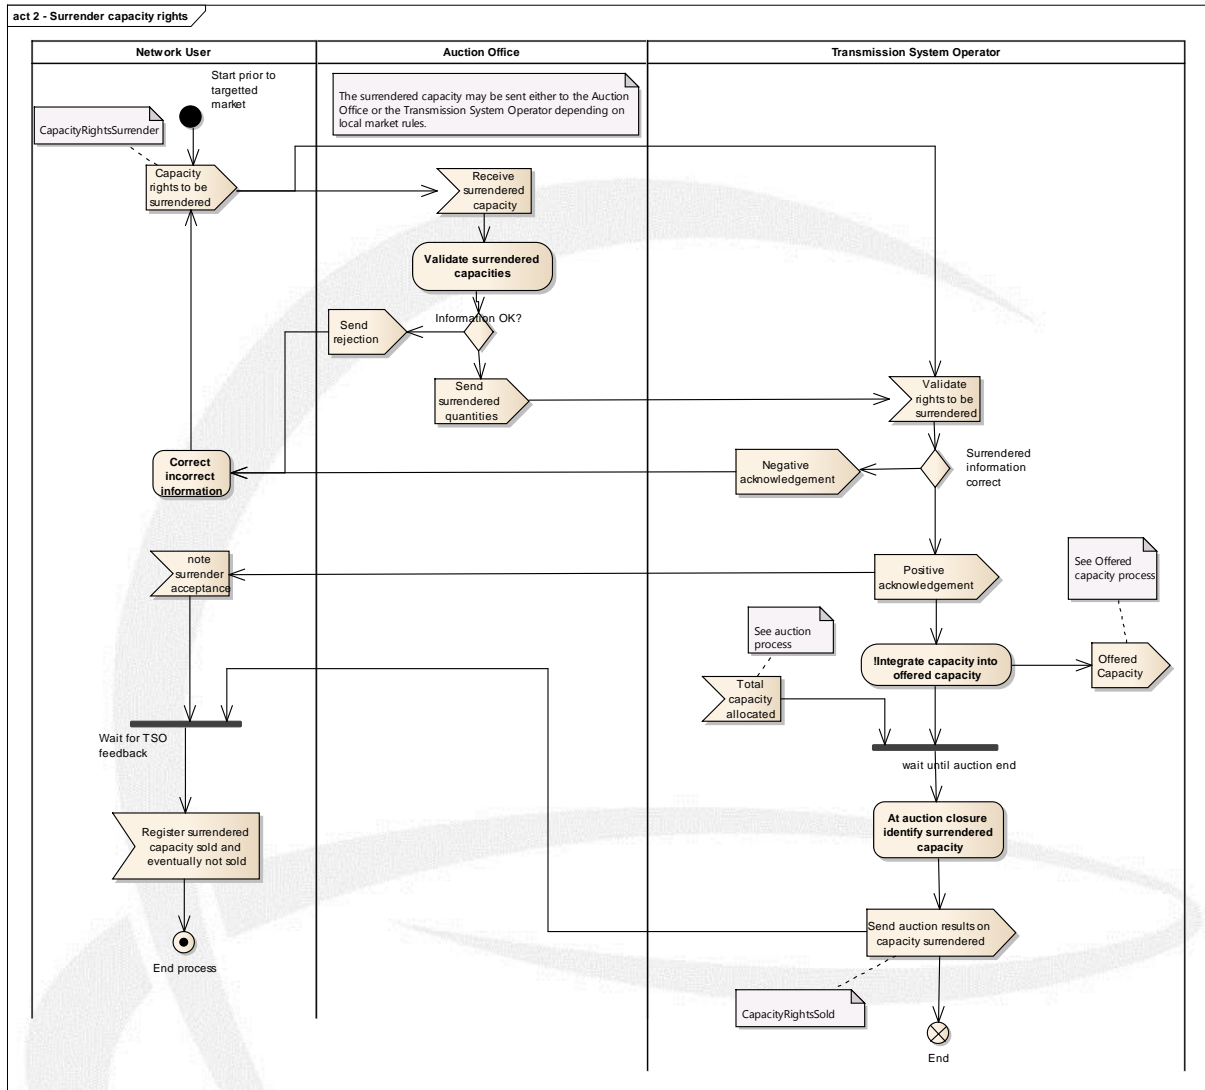 act 2 - Surrender capacity rights
Network User
Auction Office
Transmission System Operator
Start prior to
targetted
market
The surrendered capacity may be sent either to the Auction
Office or the Transmission System Operator depending on
local market rules.
CapacityRightsSurrender
Capacity
rights to be
surrendered
Receive
surrendered
capacity
Validate surrendered
capacities
Information OK?
Send
rejection
Send
surrendered
quantities
Validate
rights to be
surrendered
Correct
incorrect
information
Negative
acknowledgement
Surrendered
information
correct
note
surrender
acceptance
Positive
acknowledgement
See Offered
capacity process
See auction
process
!Integrate capacity into
offered capacity
Offered
Capacity
Total
capacity
allocated
Wait for TSO
feedback
wait until auction end
Register surrendered
capacity sold and
eventually not sold
At auction closure
identify surrendered
capacity
Send auction results on
capacity surrendered
End process
CapacityRightsSold
End